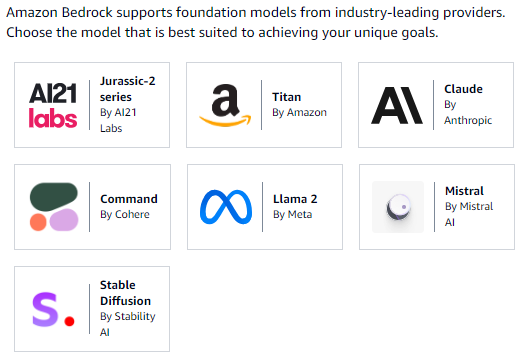 Amazon Bedrock supports foundation models from industry-leading providers.
Choose the model that is best suited to achieving your unique goals.
AI21
labs
Jurassic-2
series
By AI21
Labs
a
Titan
By Amazon
A\
Claude
By
Anthropic
Command
By Cohere
Llama 2
By Meta
Mistral
By Mistral
AI
S.
Stable
Diffusion
By Stability
AI